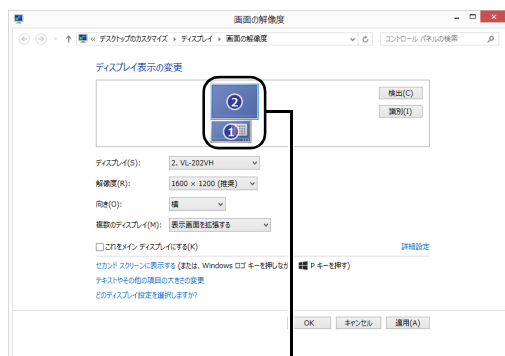 画面の解像度
« デスクトップのカスタマイズ ▸ ディスプレイ ▸ 画面の解像度
コントロール パネルの検索
ディスプレイ表示の変更
2
1
検出(C)
識別(I)
ディスプレイ(S): 2. VL-202VH
解像度(R): 1600 × 1200 (推奨)
向き(O): 横
複数のディスプレイ(M): 表示画面を拡張する
これをメイン ディスプレイにする(K)
詳細設定
セカンド スクリーンに表示する (または、Windows ロゴ キーを押しなが P キーを押す)
テキストやその他の項目の大きさの変更
どのディスプレイ設定を選択しますか?
OK キャンセル 適用(A)